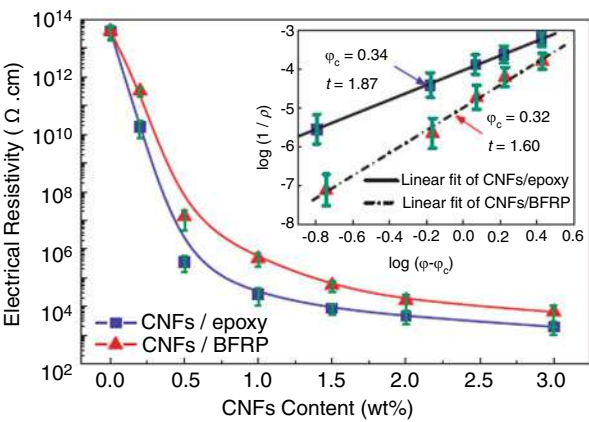 10^14
10^12
10^10
10^8
10^6
10^4
10^2
Electrical Resistivity ( Ω .cm)
0.0 0.5 1.0 1.5 2.0 2.5 3.0
CNFs Content (wt%)
CNFs / epoxy
CNFs / BFRP
-3
-4
-5
-6
-7
-8
log (1 / ρ)
φc = 0.34
t = 1.87
φc = 0.32
t = 1.60
Linear fit of CNFs/epoxy
Linear fit of CNFs/BFRP
-0.8 -0.6 -0.4 -0.2 0.0 0.2 0.4 0.6
log (φ-φc)